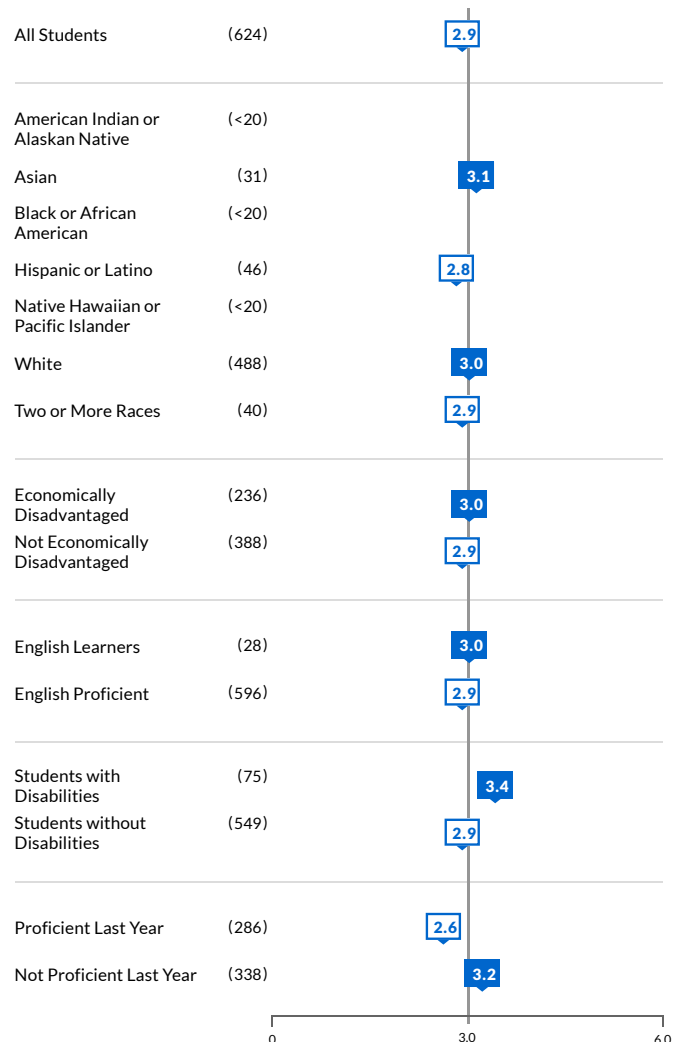 All Students (624) 2.9
American Indian or (<20)
Alaskan Native
Asian (31) 3.1
Black or African (<20)
American
Hispanic or Latino (46) 2.8
Native Hawaiian or (<20)
Pacific Islander
White (488) 3.0
Two or More Races (40) 2.9
Economically (236) 3.0
Disadvantaged
Not Economically (388) 2.9
Disadvantaged
English Learners (28) 3.0
English Proficient (596) 2.9
Students with (75) 3.4
Disabilities
Students without (549) 2.9
Disabilities
Proficient Last Year (286) 2.6
Not Proficient Last Year (338) 3.2
0 3.0 6.0